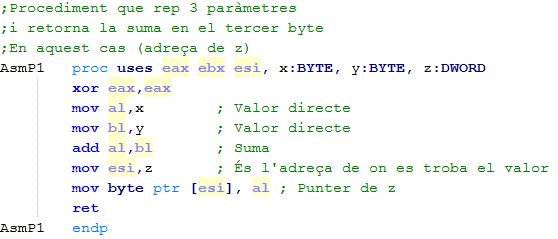 ;Procediment que rep 3 paràmetres
;i retorna la suma en el tercer byte
;En aquest cas (adreça de z)
AsmP1 proc uses eax ebx esi, x:BYTE, y:BYTE, z:DWORD
xor eax,eax
mov al,x ; Valor directe
mov bl,y ; Valor directe
add al,bl ; Suma
mov esi,z ; És l'adreça de on es troba el valor
mov byte ptr [esi], al ; Punter de z
ret
AsmP1 endp